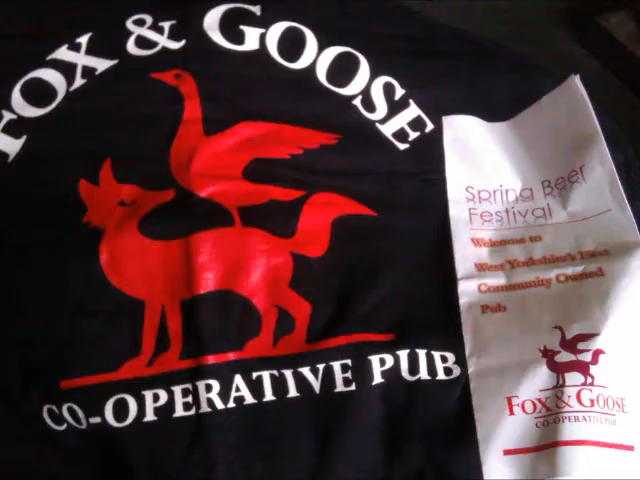 FOX & GOOSE
CO-OPERATIVE PUB
Spring Beer
Festival
Welcome to
West Yorkshire's First
Community Owned
Pub
FOX & GOOSE
CO-OPERATIVE PUB